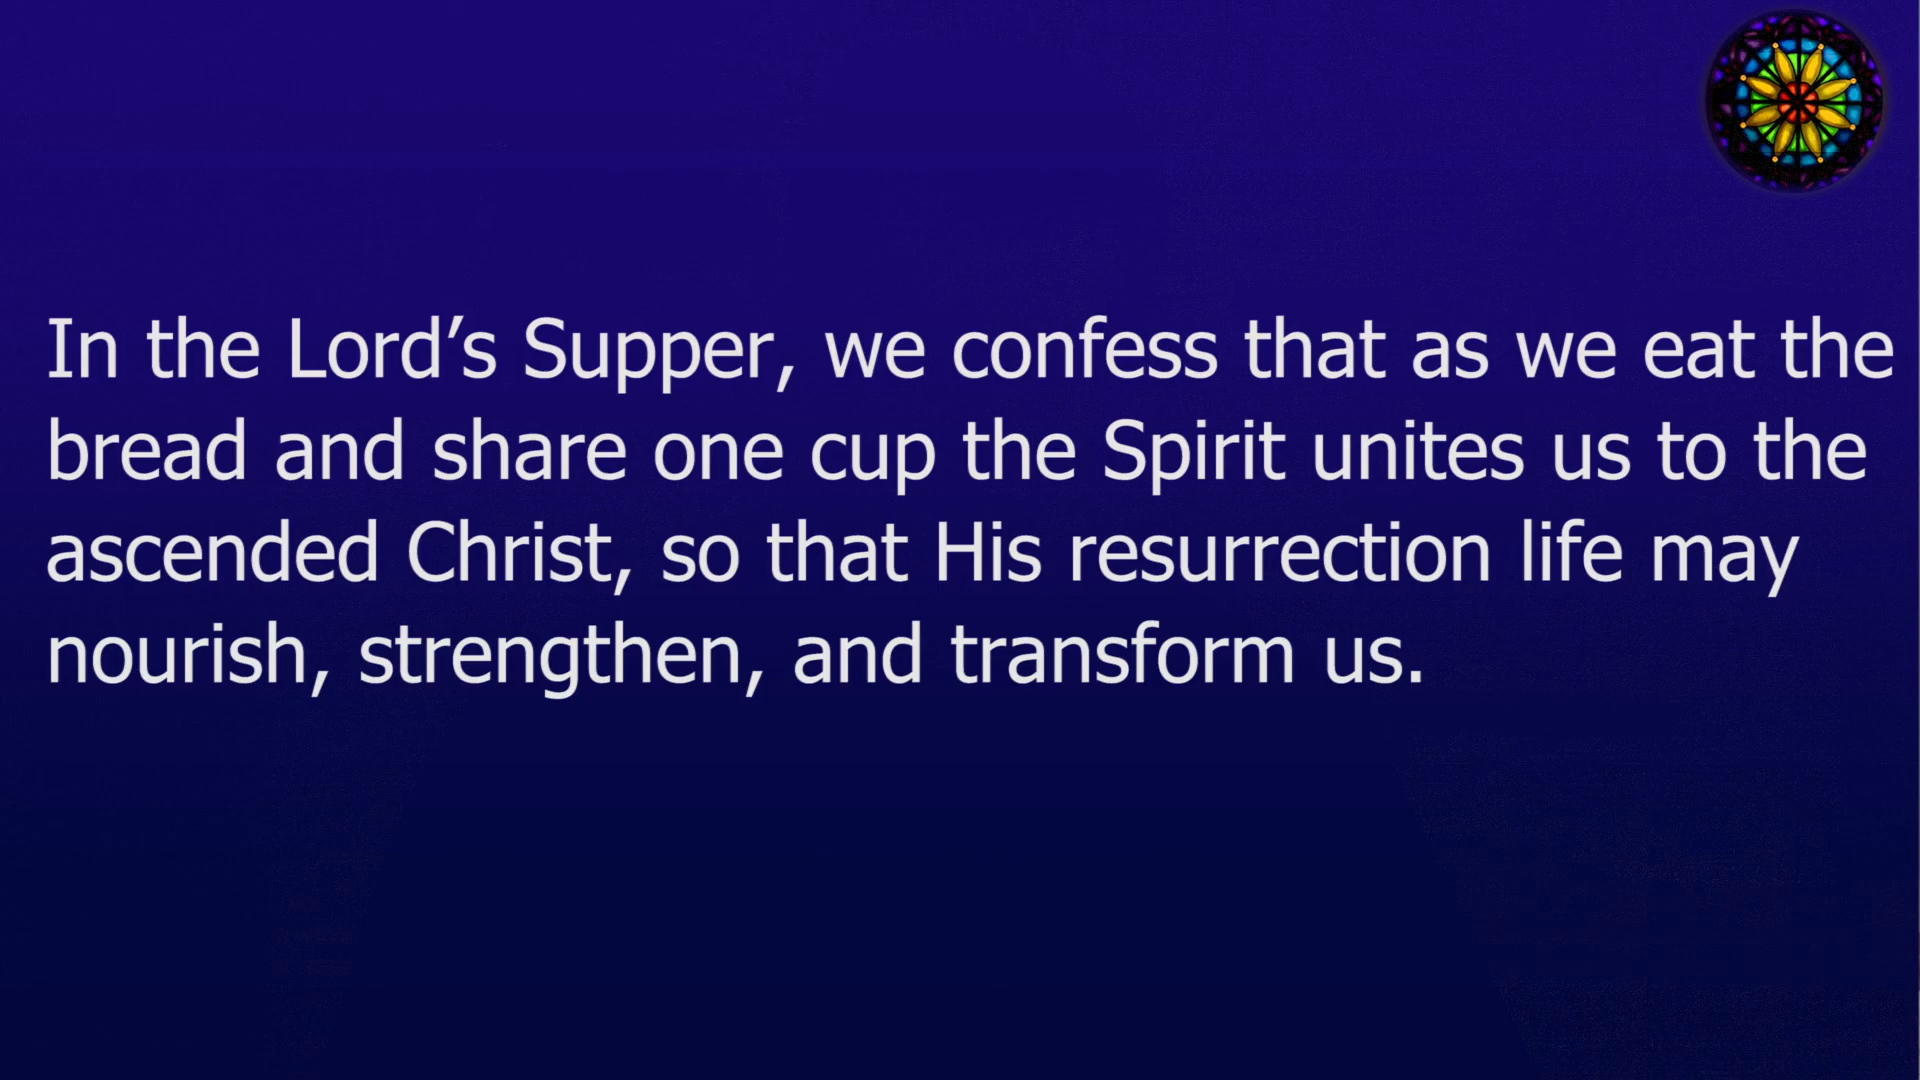 In the Lord’s Supper, we confess that as we eat the
bread and share one cup the Spirit unites us to the
ascended Christ, so that His resurrection life may
nourish, strengthen, and transform us.